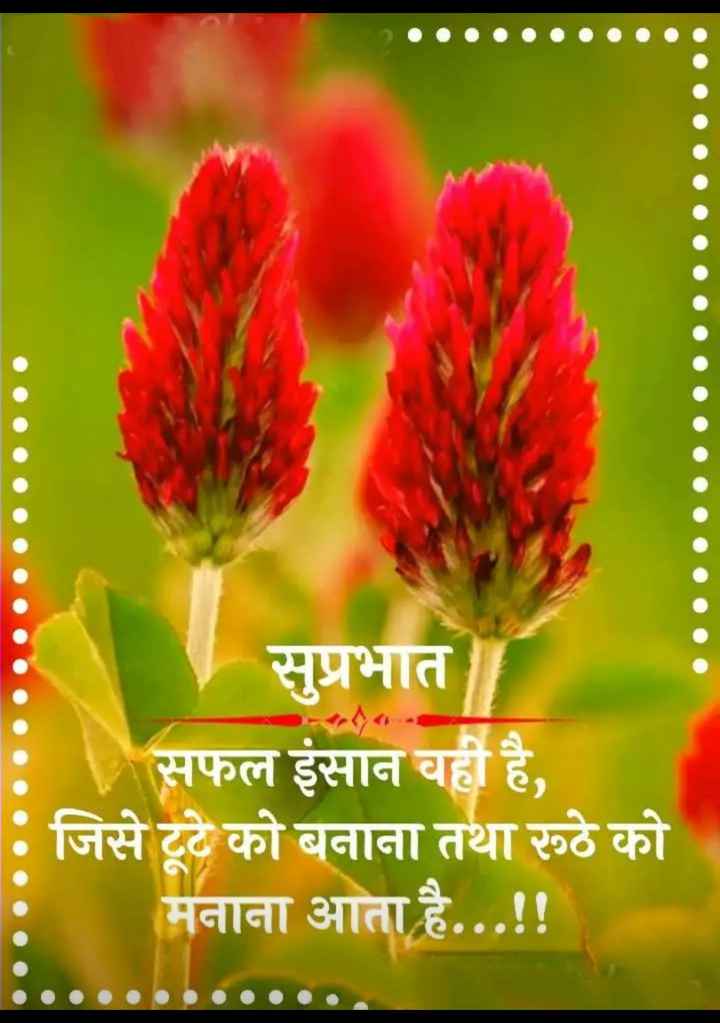 सुप्रभात
सफल इंसान वही है,
जिसे टूटे को बनाना तथा रूठे को
मनाना आता है...!!